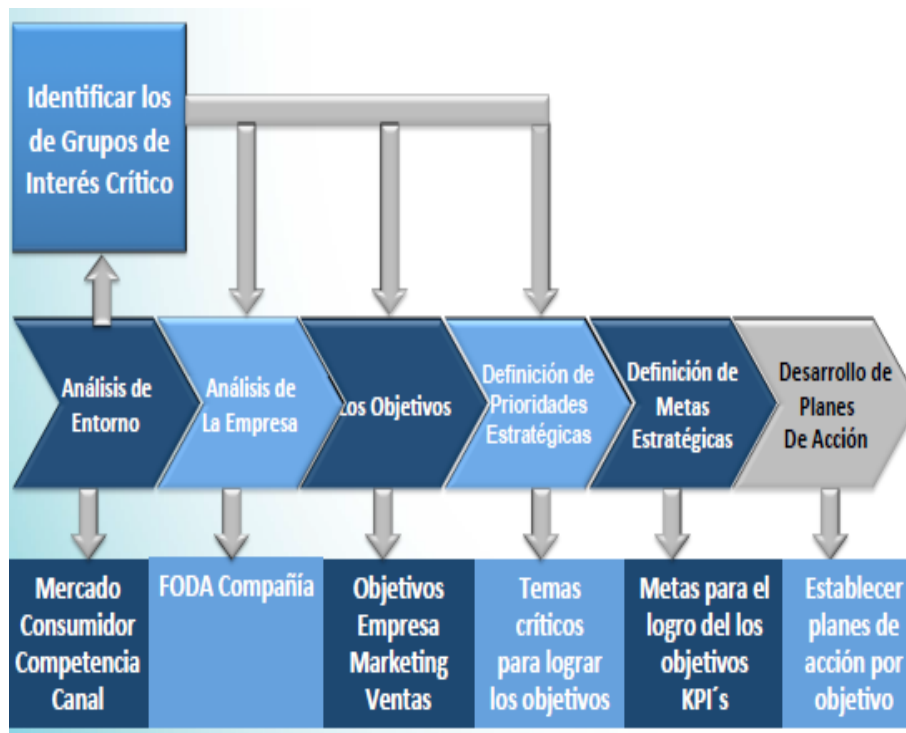 Identificar los
de Grupos de
Interés Crítico
Análisis de
Entorno
Análisis de
La Empresa
Los Objetivos
Definición de
Prioridades
Estratégicas
Definición de
Metas
Estratégicas
Desarrollo de
Planes
De Acción
Mercado
Consumidor
Competencia
Canal
FODA Compañía
Objetivos
Empresa
Marketing
Ventas
Temas
críticos
para lograr
los objetivos
Metas para el
logro del los
objetivos
KPI´s
Establecer
planes de
acción por
objetivo